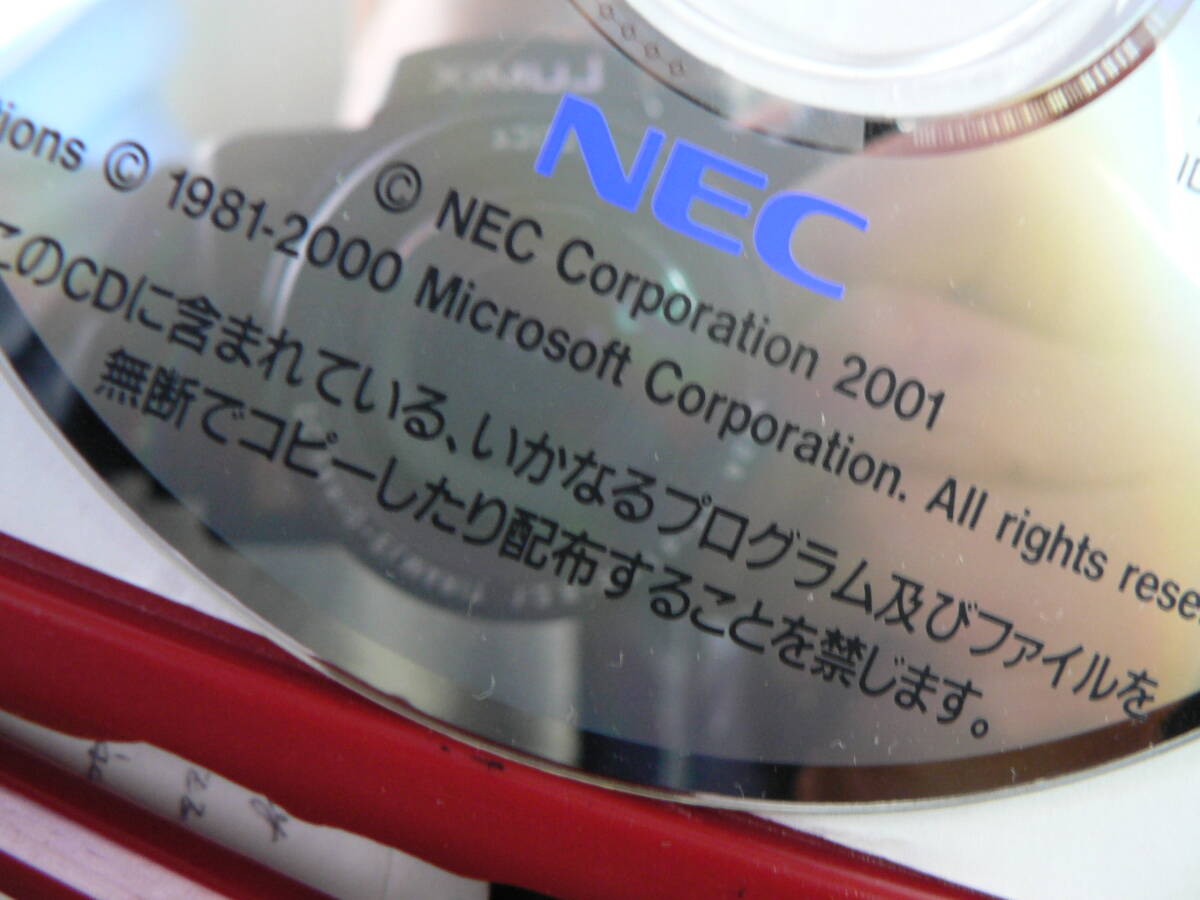 LUMIX
NEC
ID
© NEC Corporation 2001
tions © 1981-2000 Microsoft Corporation. All rights rese
このCDに含まれている、いかなるプログラム及びファイルを
無断でコピーしたり配布することを禁じます。